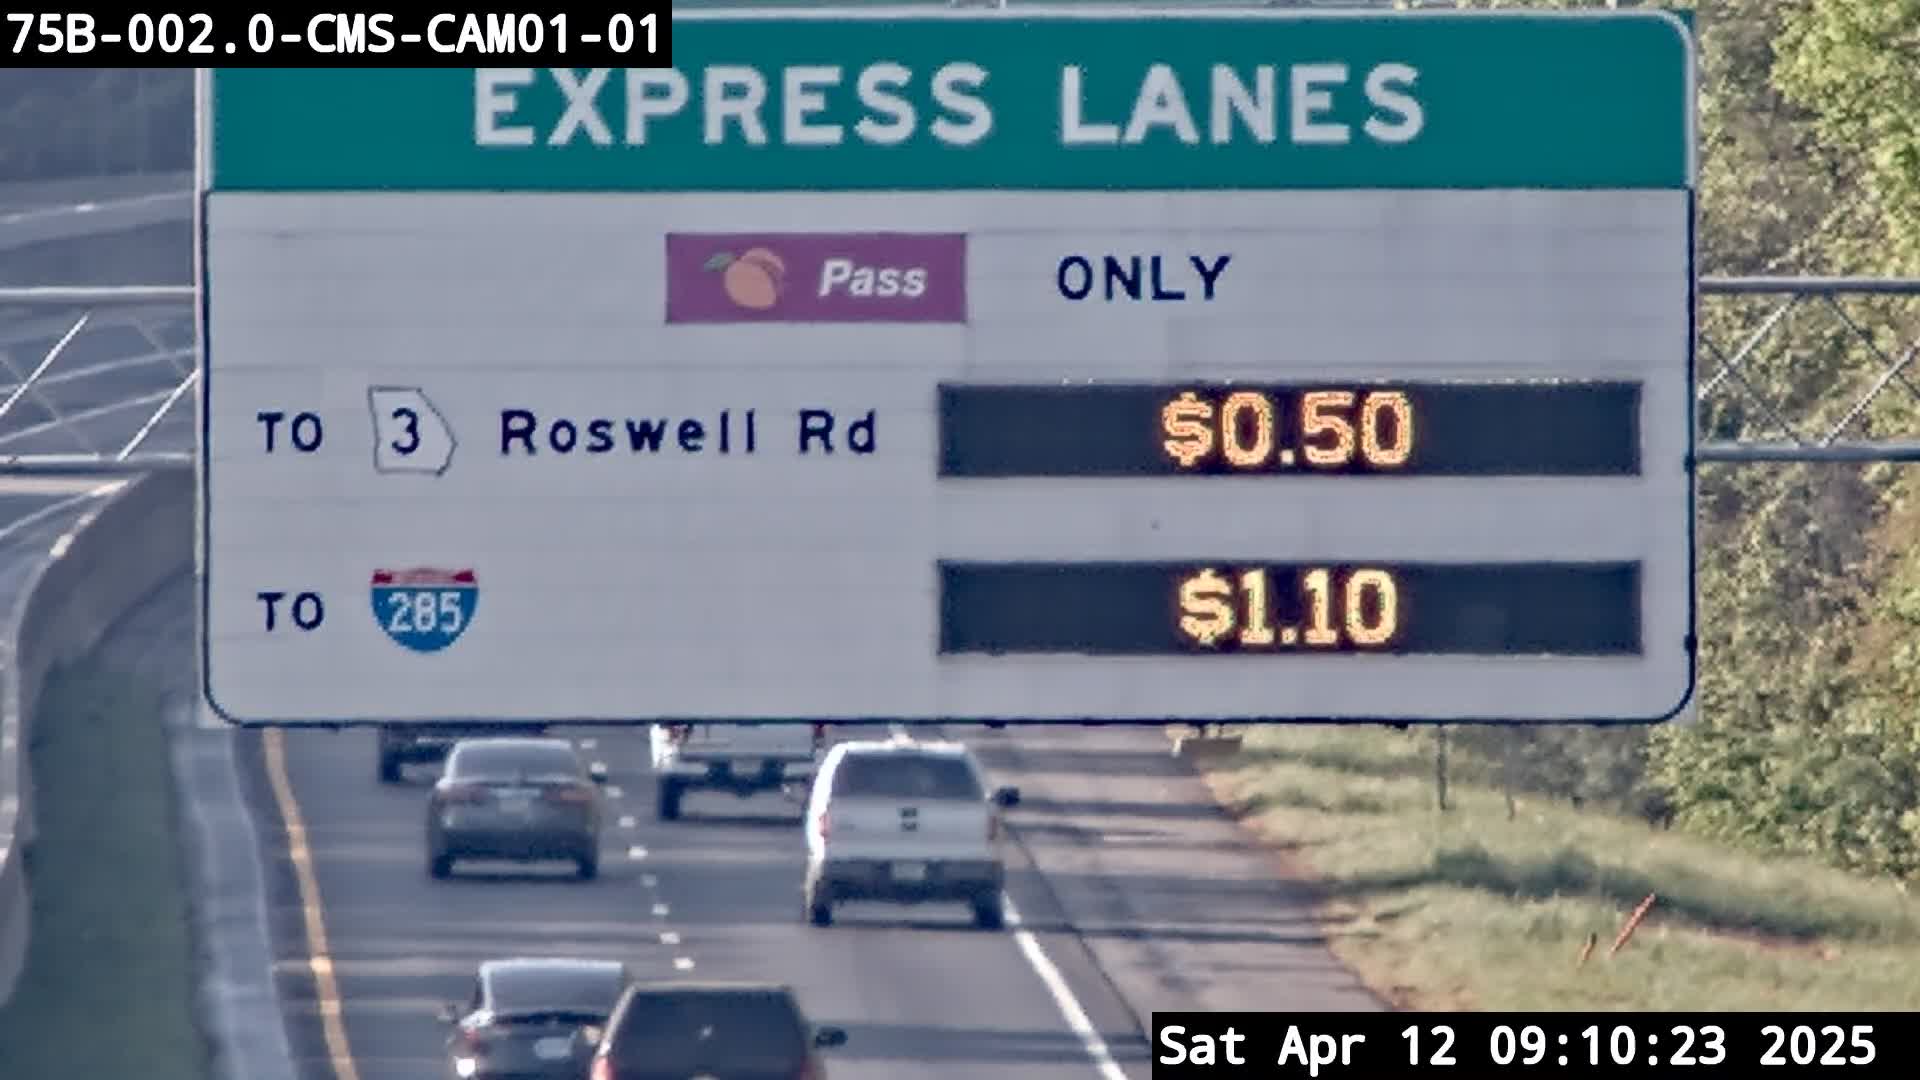 75B-002.0-CMS-CAM01-01
EXPRESS LANES
Pass ONLY
TO 3 Roswell Rd $0.50
TO 285 $1.10
Sat Apr 12 09:10:23 2025